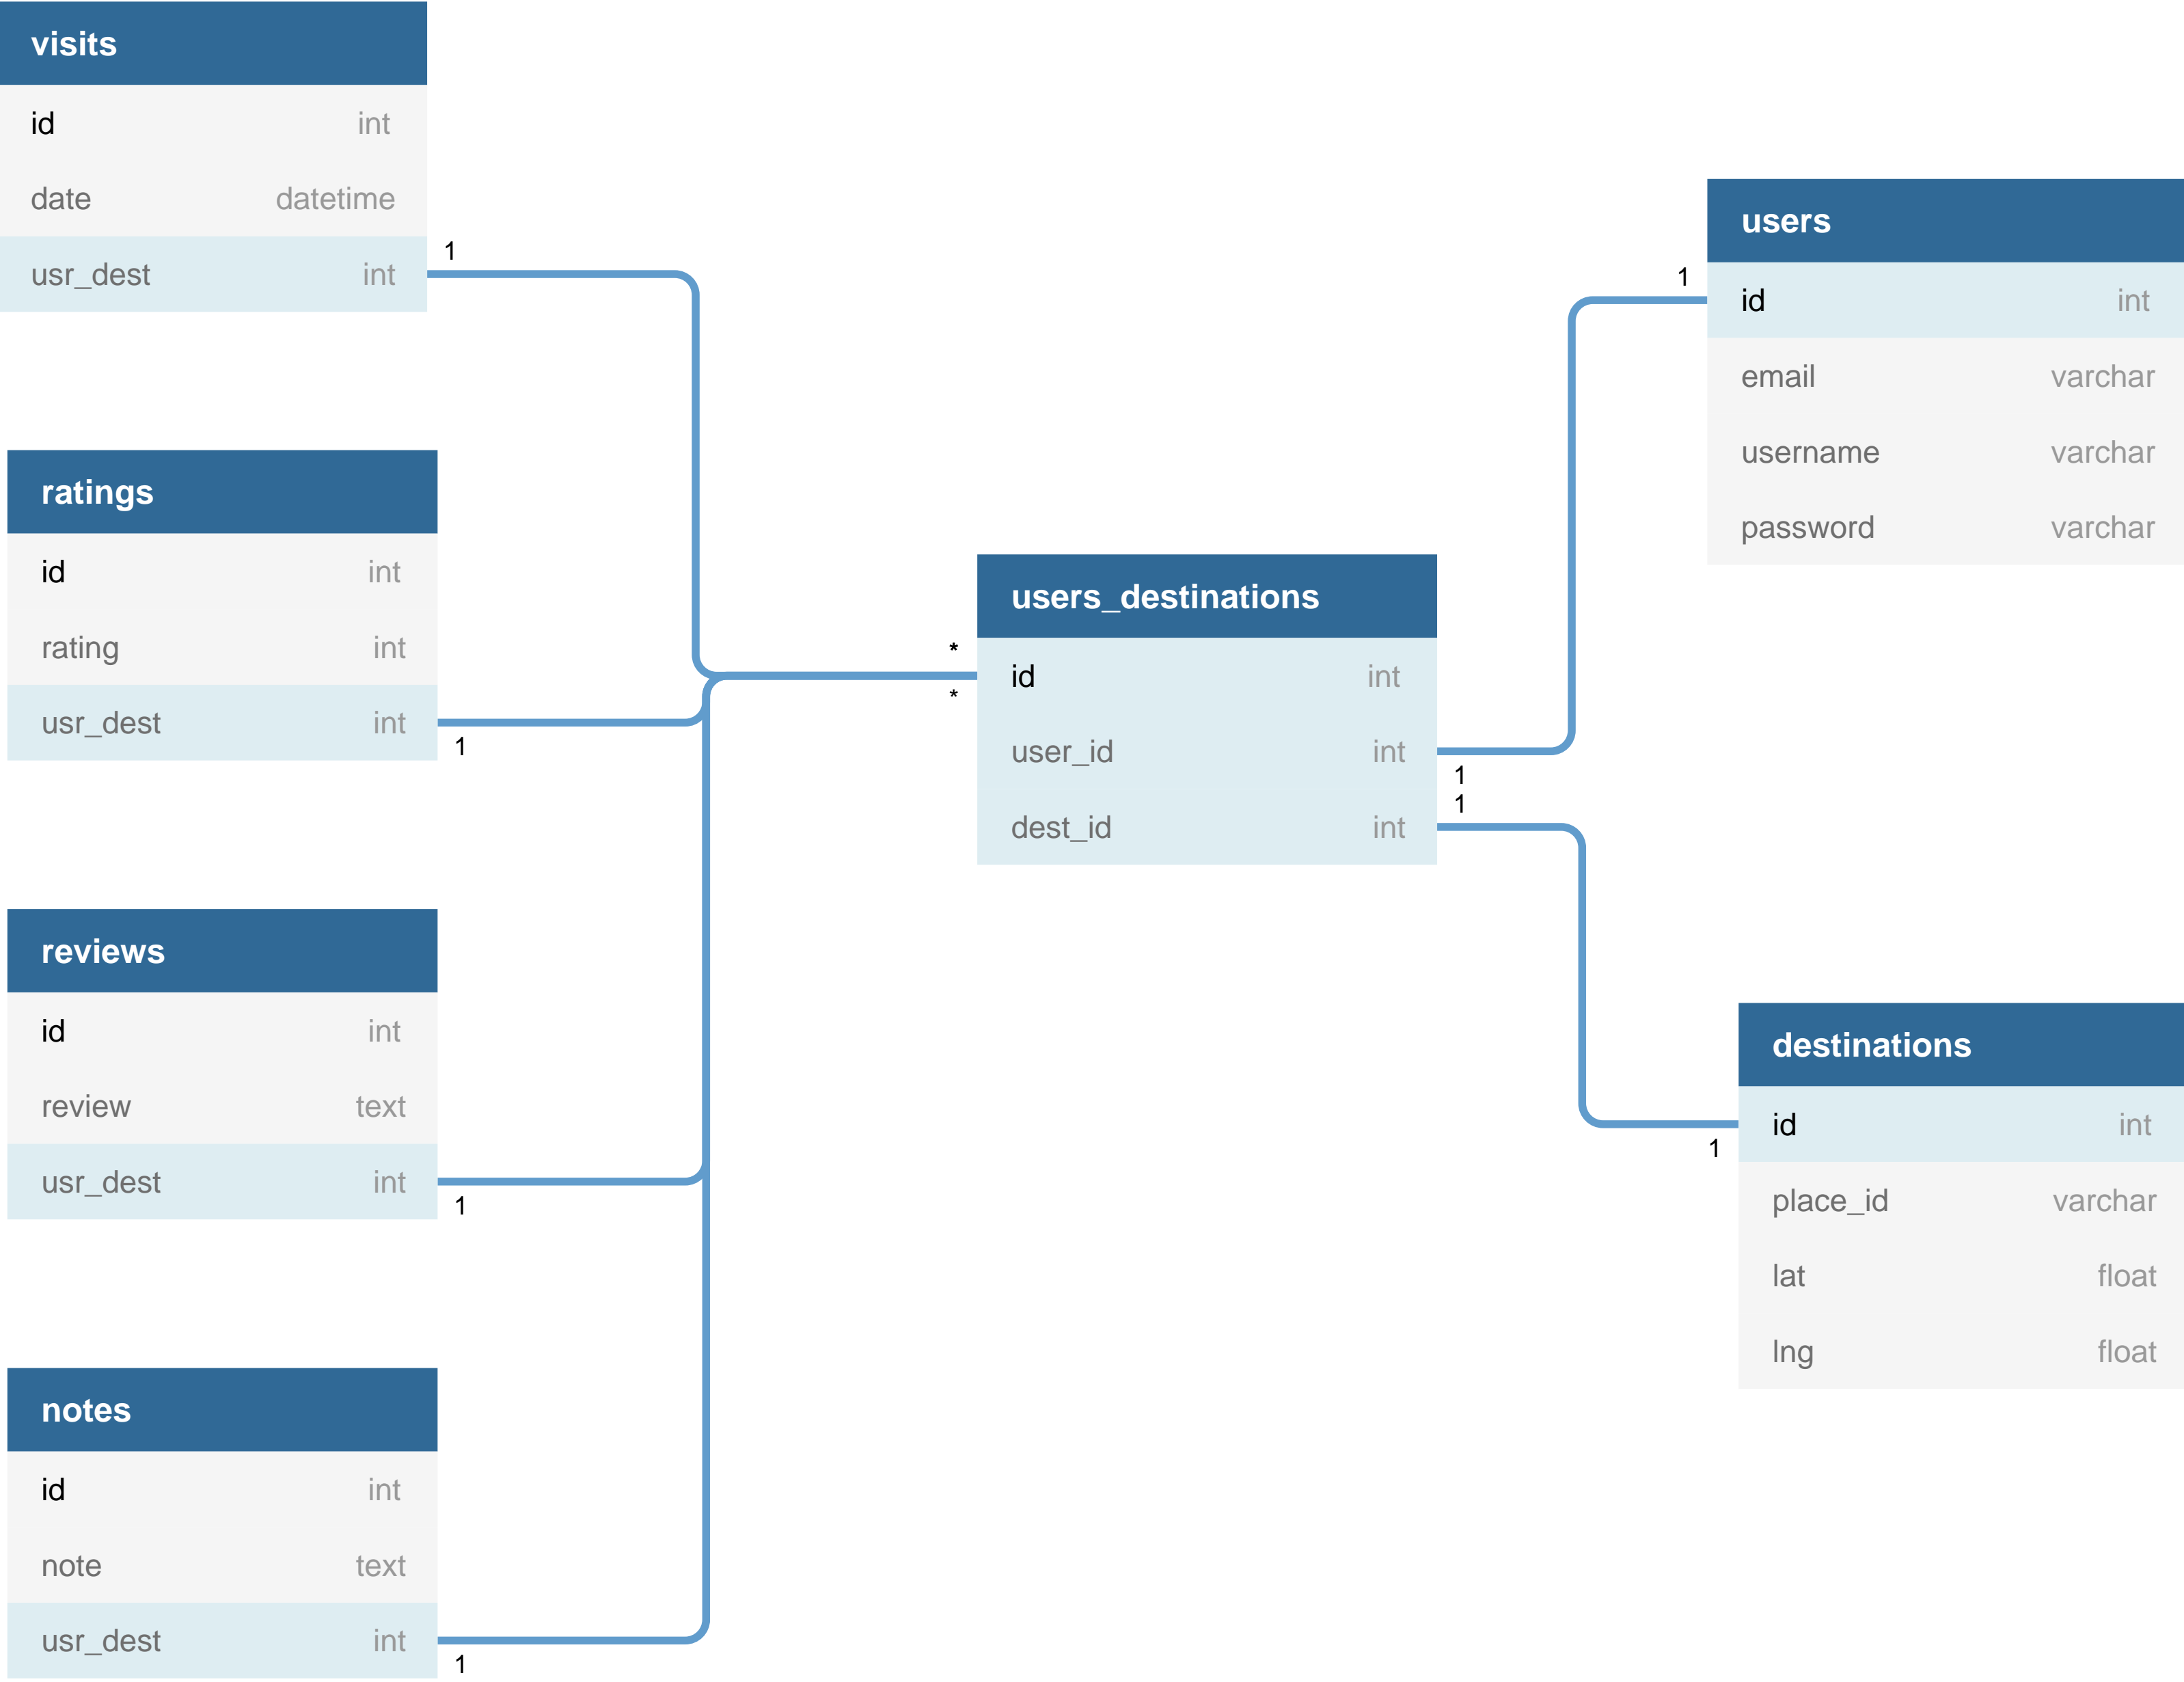 visits
id int
date datetime
usr_dest int
1
ratings
id int
rating int
usr_dest int
1
reviews
id int
review text
usr_dest int
1
notes
id int
note text
usr_dest int
1
*
*
users_destinations
id int
user_id int
dest_id int
1
1
1
users
id int
email varchar
username varchar
password varchar
1
destinations
id int
place_id varchar
lat float
lng float